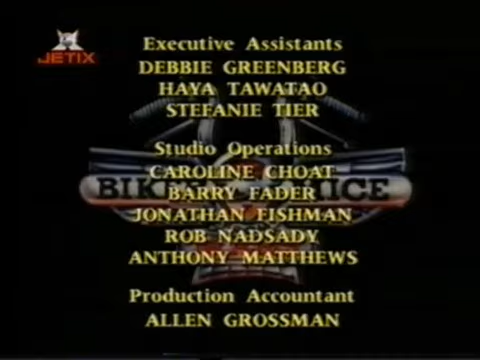 JETIX
Executive Assistants
DEBBIE GREENBERG
HAYA TAWATAO
STEFANIE TIER
Studio Operations
CAROLINE CHOAT
BARRY FADER
JONATHAN FISHMAN
ROB NADSADY
ANTHONY MATTHEWS
Production Accountant
ALLEN GROSSMAN